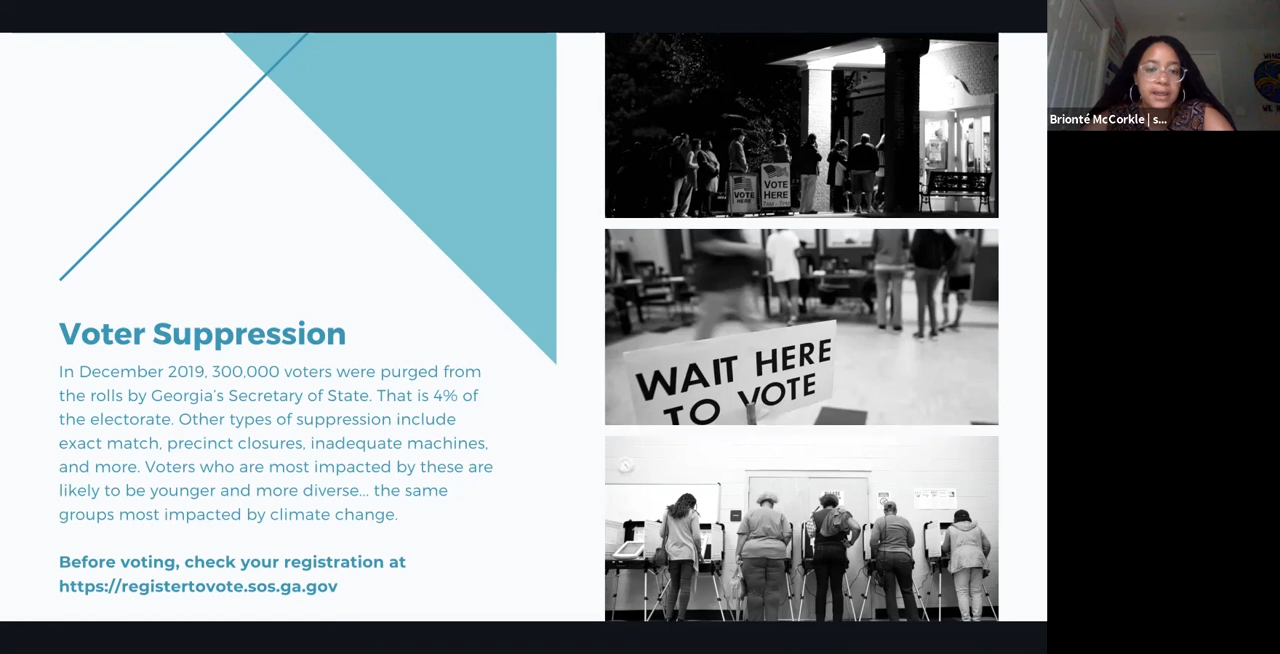 Voter Suppression
In December 2019, 300,000 voters were purged from
the rolls by Georgia's Secretary of State. That is 4% of
the electorate. Other types of suppression include
exact match, precinct closures, inadequate machines,
and more. Voters who are most impacted by these are
likely to be younger and more diverse... the same
groups most impacted by climate change.
Before voting, check your registration at
https://registertovote.sos.ga.gov
VOTE
HERE
VOTE
HERE
7AM - 7PM
WAIT HERE
TO VOTE
Brionté McCorkle | s...